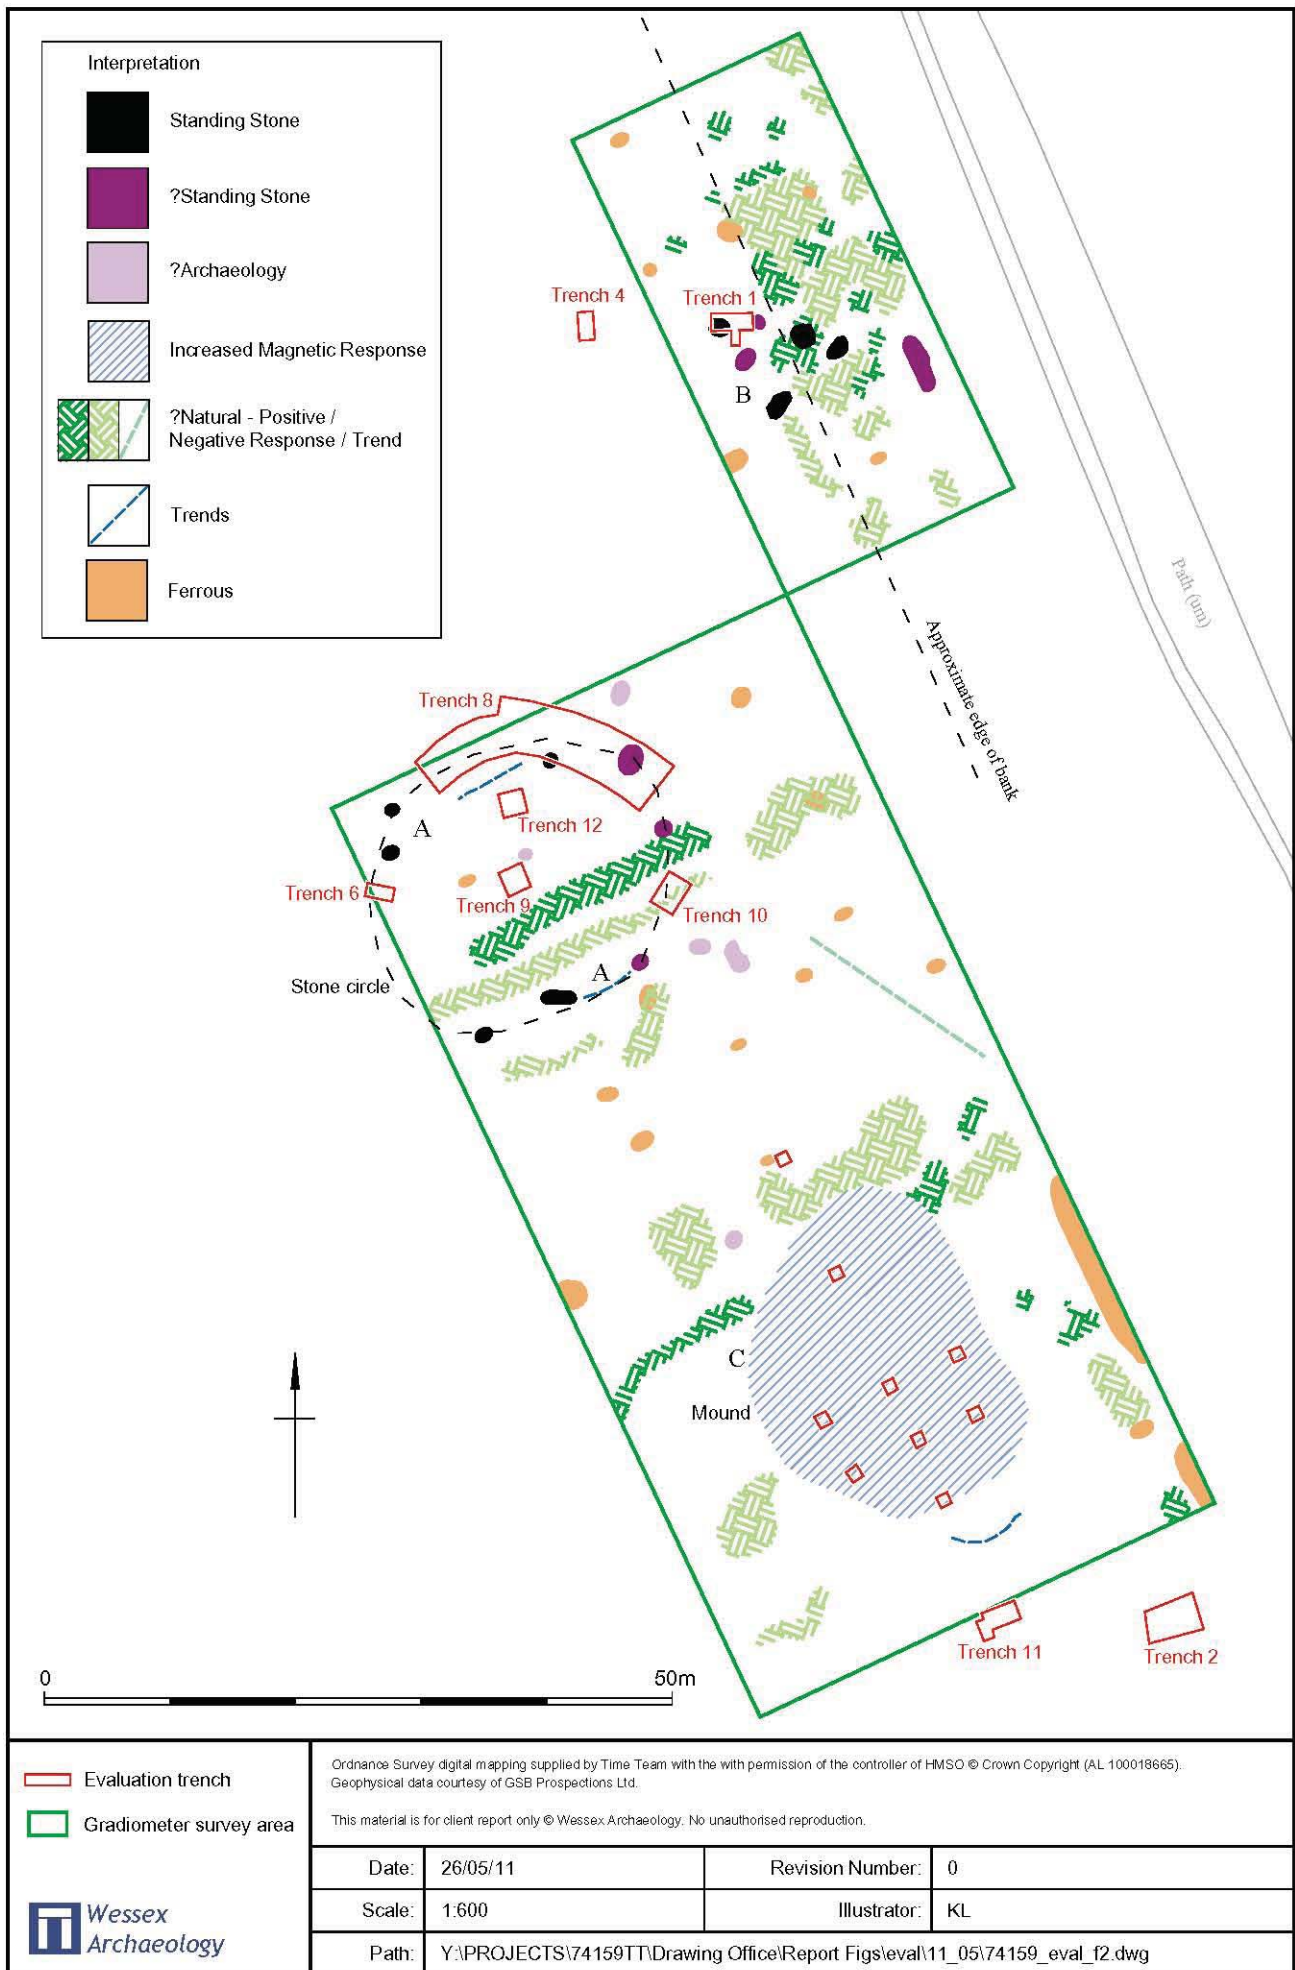 Interpretation
Standing Stone
?Standing Stone
?Archaeology
Increased Magnetic Response
?Natural - Positive /
Negative Response / Trend
Trends
Ferrous
Trench 4
Trench 1
B
Path (um)
Approximate edge of bank
Trench 8
A
Trench 12
Trench 6
Trench 9
Trench 10
A
Stone circle
C
Mound
Trench 11
Trench 2
0
50m
Evaluation trench
Gradiometer survey area
Wessex
Archaeology
Ordnance Survey digital mapping supplied by Time Team with the with permission of the controller of HMSO © Crown Copyright (AL 100018665).
Geophysical data courtesy of GSB Prospections Ltd.
This material is for client report only © Wessex Archaeology. No unauthorised reproduction.
Date: 26/05/11 Revision Number: 0
Scale: 1:600 Illustrator: KL
Path: Y:\PROJECTS\74159TT\Drawing Office\Report Figs\eval\11_05\74159_eval_f2.dwg